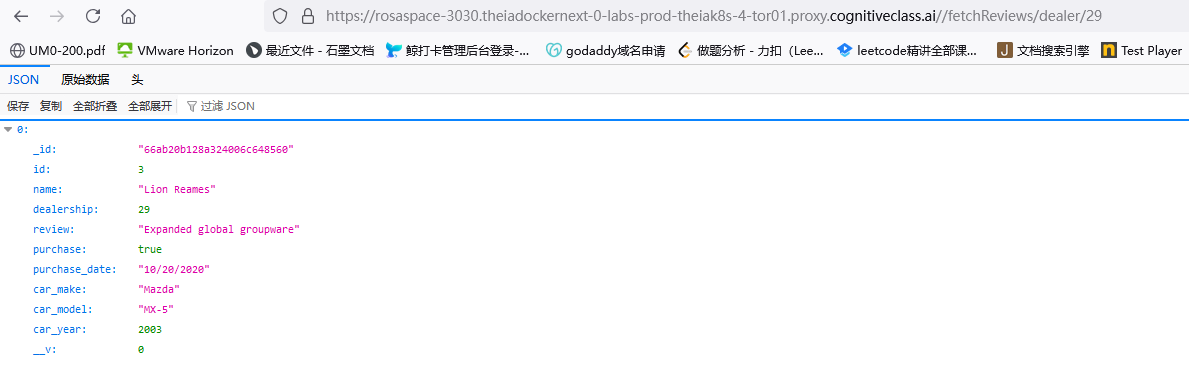 https://rosaspace-3030.theiadockernext-0-labs-prod-theiak8s-4-tor01.proxy.cognitiveclass.ai//fetchReviews/dealer/29
UM0-200.pdf VMware Horizon 最近文件 - 石墨文档 鲸打卡管理后台登录-... godaddy域名申请 做题分析 - 力扣（Lee... leetcode精讲全部课... J 文档搜索引擎 n Test Player
JSON 原始数据 头
保存 复制 全部折叠 全部展开 过滤 JSON
0:
_id: "66ab20b128a324006c648560"
id: 3
name: "Lion Reames"
dealership: 29
review: "Expanded global groupware"
purchase: true
purchase_date: "10/20/2020"
car_make: "Mazda"
car_model: "MX-5"
car_year: 2003
__v: 0